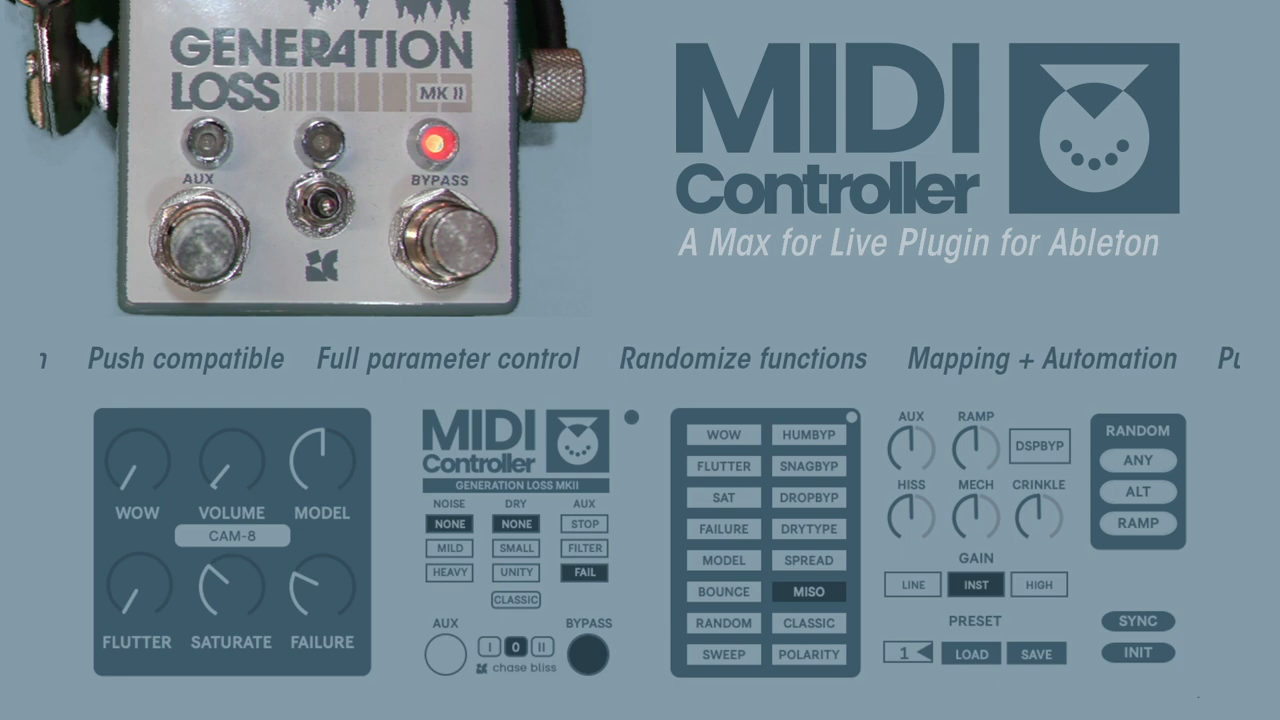 GENERATION
LOSS
MK II
AUX
BYPASS
MIDI
Controller
A Max for Live Plugin for Ableton
Push compatible Full parameter control Randomize functions Mapping + Automation
WOW VOLUME MODEL
CAM-8
FLUTTER SATURATE FAILURE
MIDI
Controller
GENERATION LOSS MKII
NOISE DRY AUX
NONE NONE STOP
MILD SMALL FILTER
HEAVY UNITY FAIL
CLASSIC
AUX BYPASS
I 0 II
chase bliss
WOW HUMBYP
FLUTTER SNAGBYP
SAT DROPBYP
FAILURE DRYTYPE
MODEL SPREAD
BOUNCE MISO
RANDOM CLASSIC
SWEEP POLARITY
AUX RAMP
DSPBYP
HISS MECH CRINKLE
GAIN
LINE INST HIGH
PRESET
1 LOAD SAVE
RANDOM
ANY
ALT
RAMP
SYNC
INIT